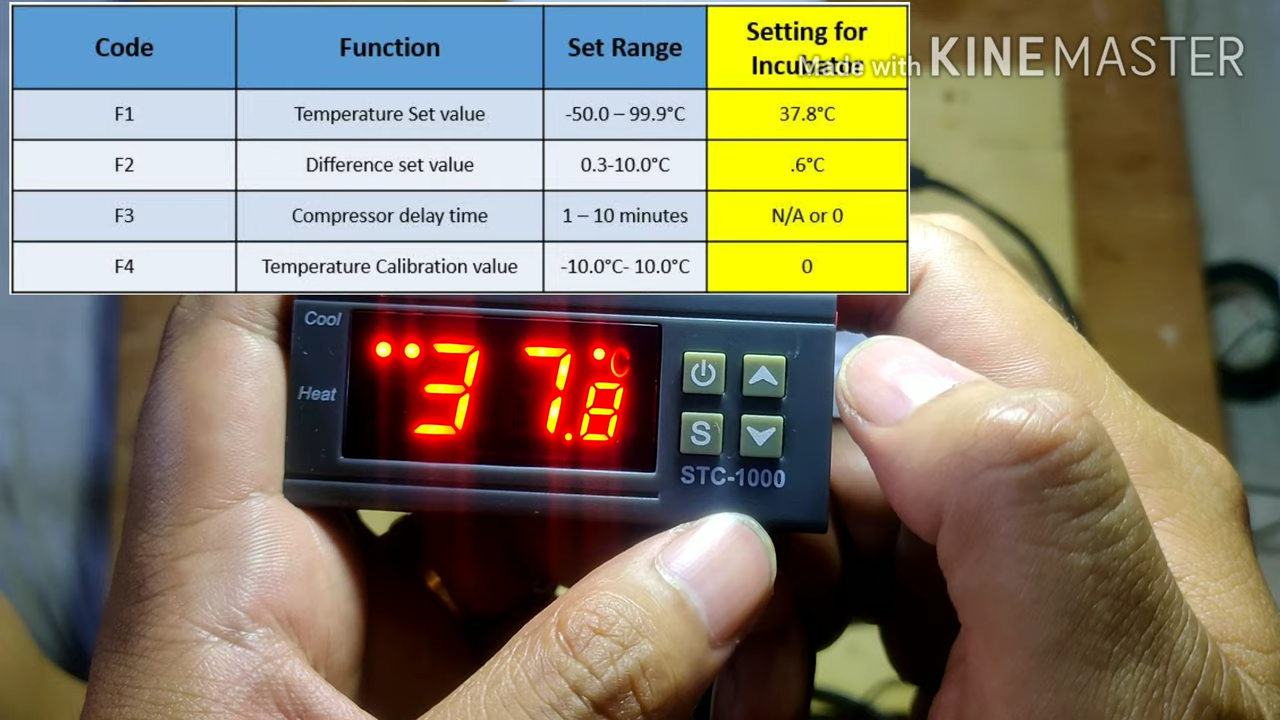 Code Function Set Range Setting for Incubator
Made with KINEMASTER
F1 Temperature Set value -50.0 – 99.9°C 37.8°C
F2 Difference set value 0.3-10.0°C .6°C
F3 Compressor delay time 1 – 10 minutes N/A or 0
F4 Temperature Calibration value -10.0°C- 10.0°C 0
Cool
Heat
37.8 °C
S
STC-1000